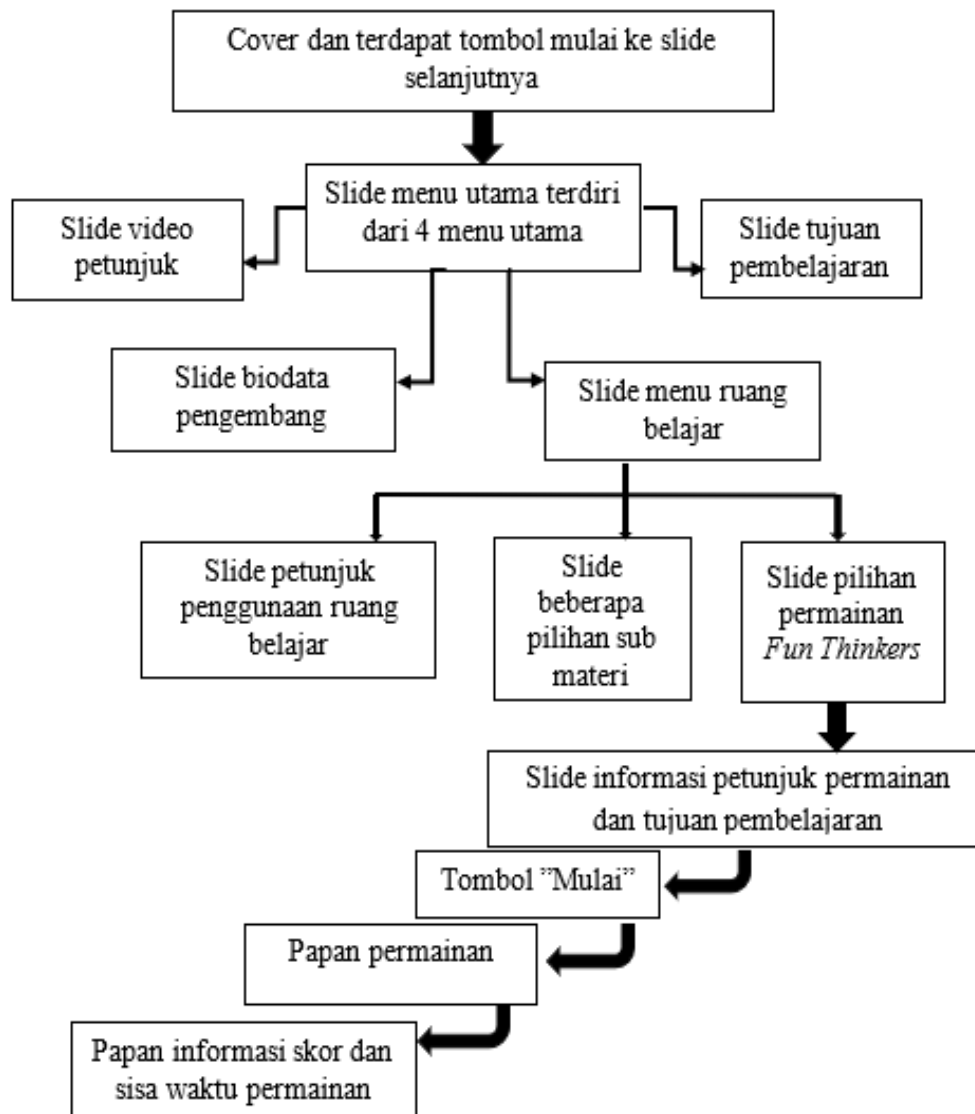 Cover dan terdapat tombol mulai ke slide
selanjutnya
Slide menu utama terdiri
dari 4 menu utama
Slide video
petunjuk
Slide tujuan
pembelajaran
Slide biodata
pengembang
Slide menu ruang
belajar
Slide petunjuk
penggunaan ruang
belajar
Slide
beberapa
pilihan sub
materi
Slide pilihan
permainan
Fun Thinkers
Slide informasi petunjuk permainan
dan tujuan pembelajaran
Tombol ”Mulai”
Papan permainan
Papan informasi skor dan
sisa waktu permainan